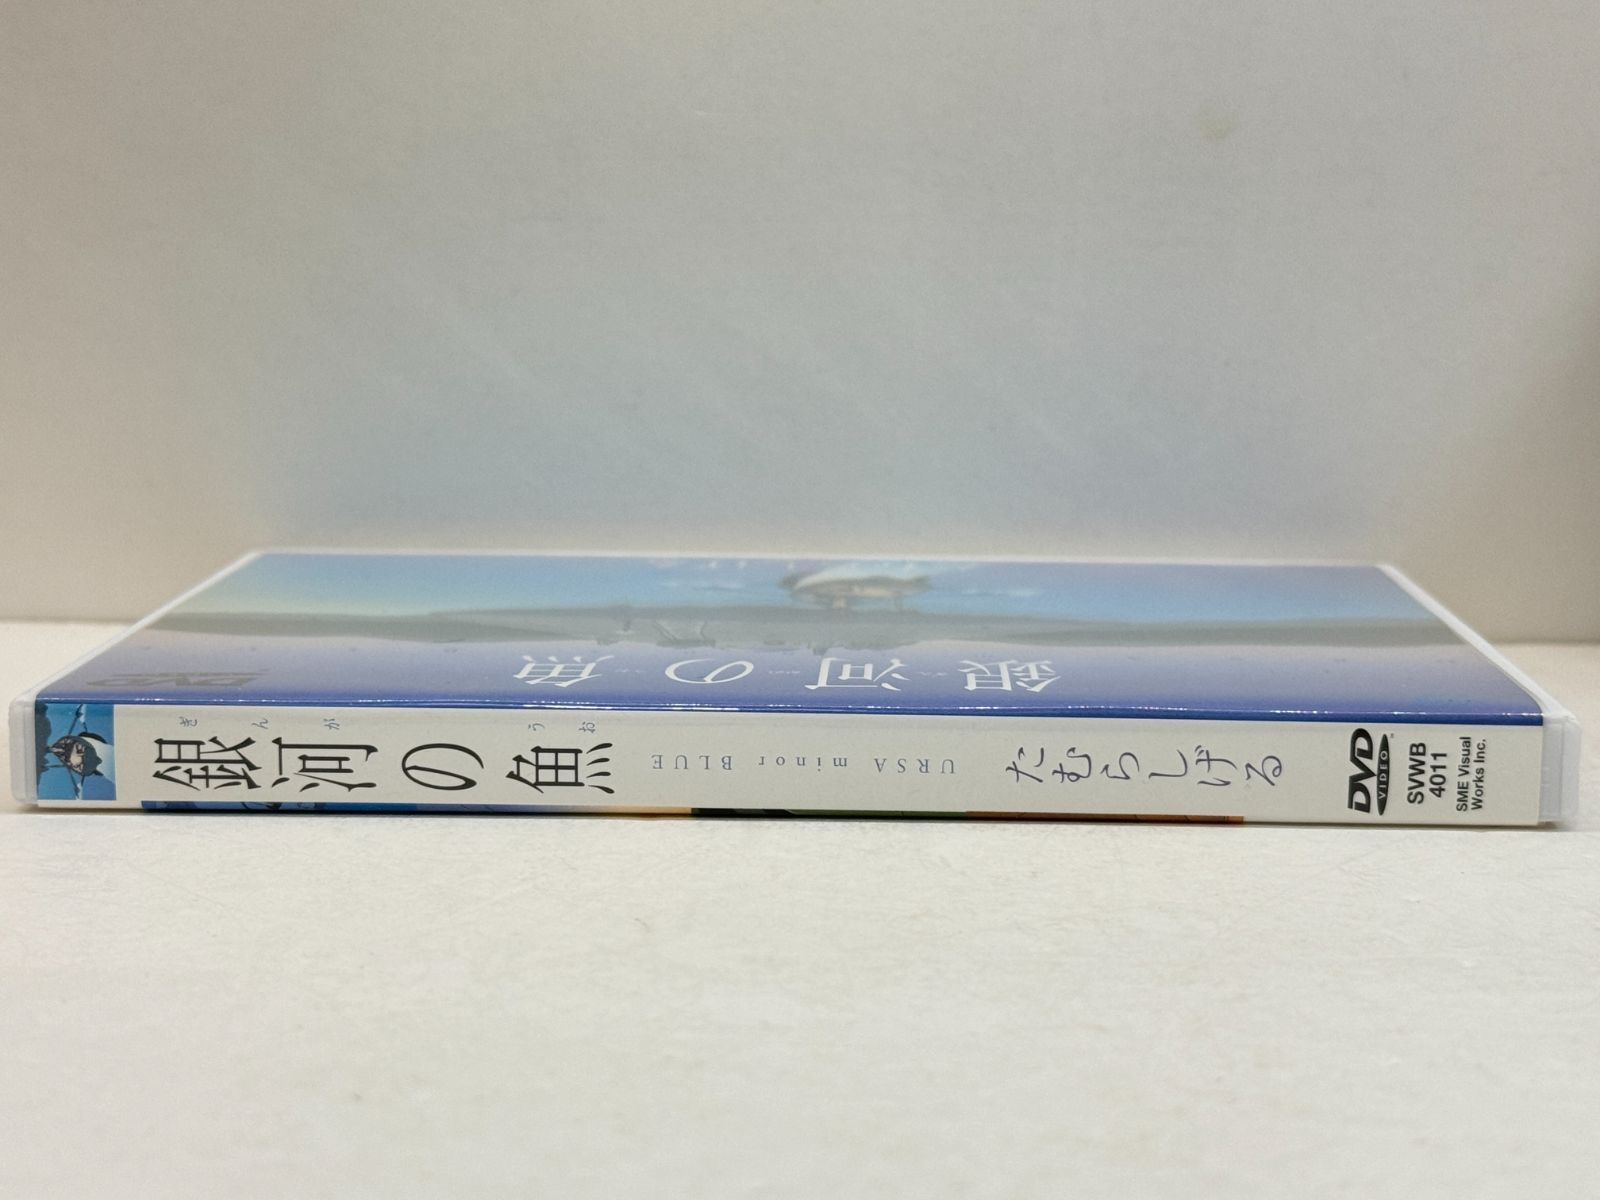 銀河の魚
DVD
ぎんが うお
銀河の魚
URSA minor BLUE
たむらしげる
DVD
VIDEO
SVWB
4011
SME Visual
Works Inc.